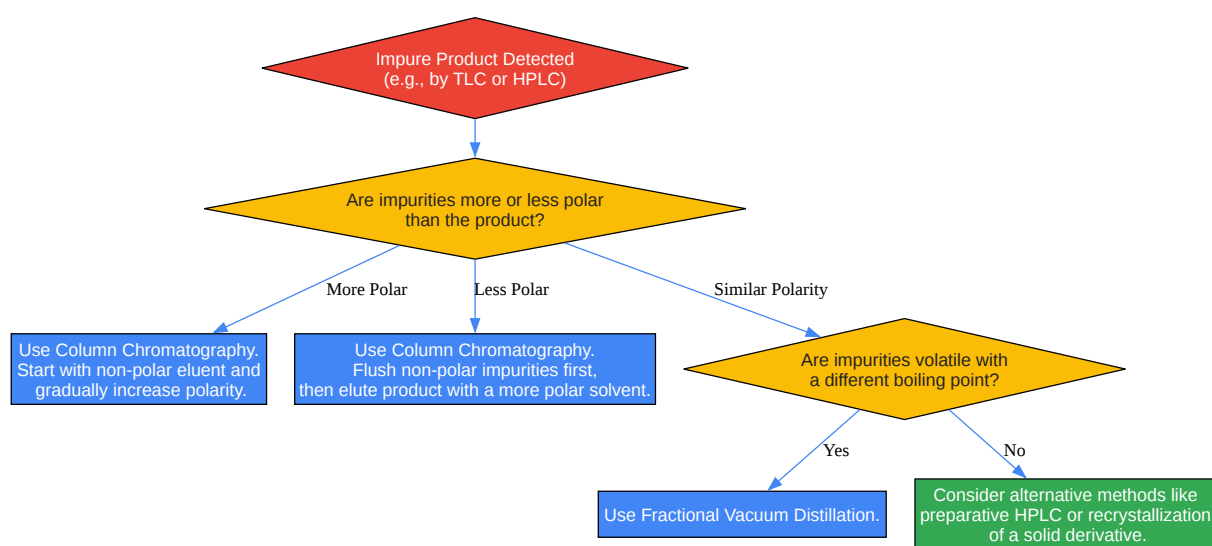 Impure Product Detected
(e.g., by TLC or HPLC)
Are impurities more or less polar
than the product?
More Polar
Less Polar
Similar Polarity
Use Column Chromatography.
Start with non-polar eluent and
gradually increase polarity.
Use Column Chromatography.
Flush non-polar impurities first,
then elute product with a more polar solvent.
Are impurities volatile with
a different boiling point?
Yes
No
Use Fractional Vacuum Distillation.
Consider alternative methods like
preparative HPLC or recrystallization
of a solid derivative.